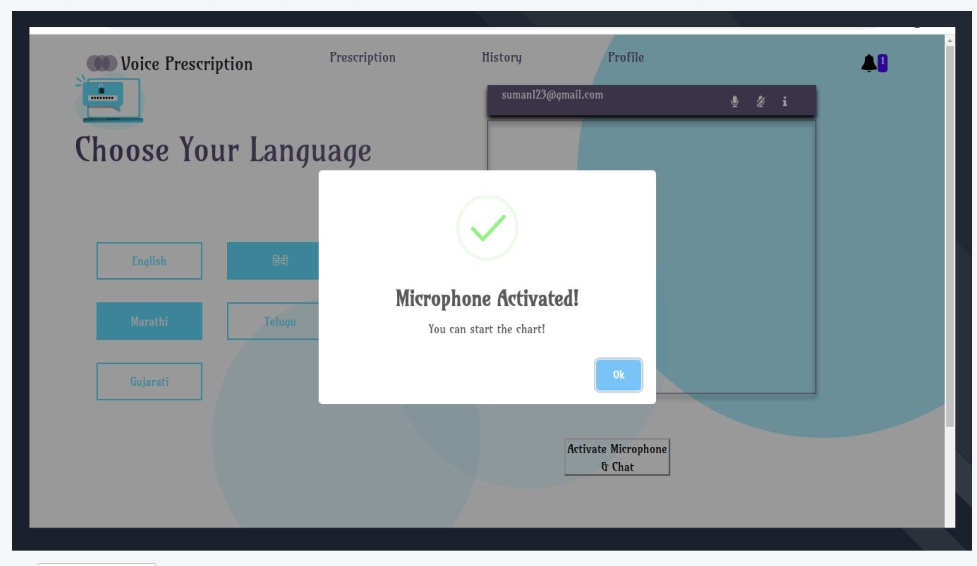 Voice Prescription
Prescription
History
Profile
1
suman123@gmail.com
Choose Your Language
English
हिंदी
Marathi
Telugu
Gujarati
Microphone Activated!
You can start the chart!
Ok
Activate Microphone
& Chat